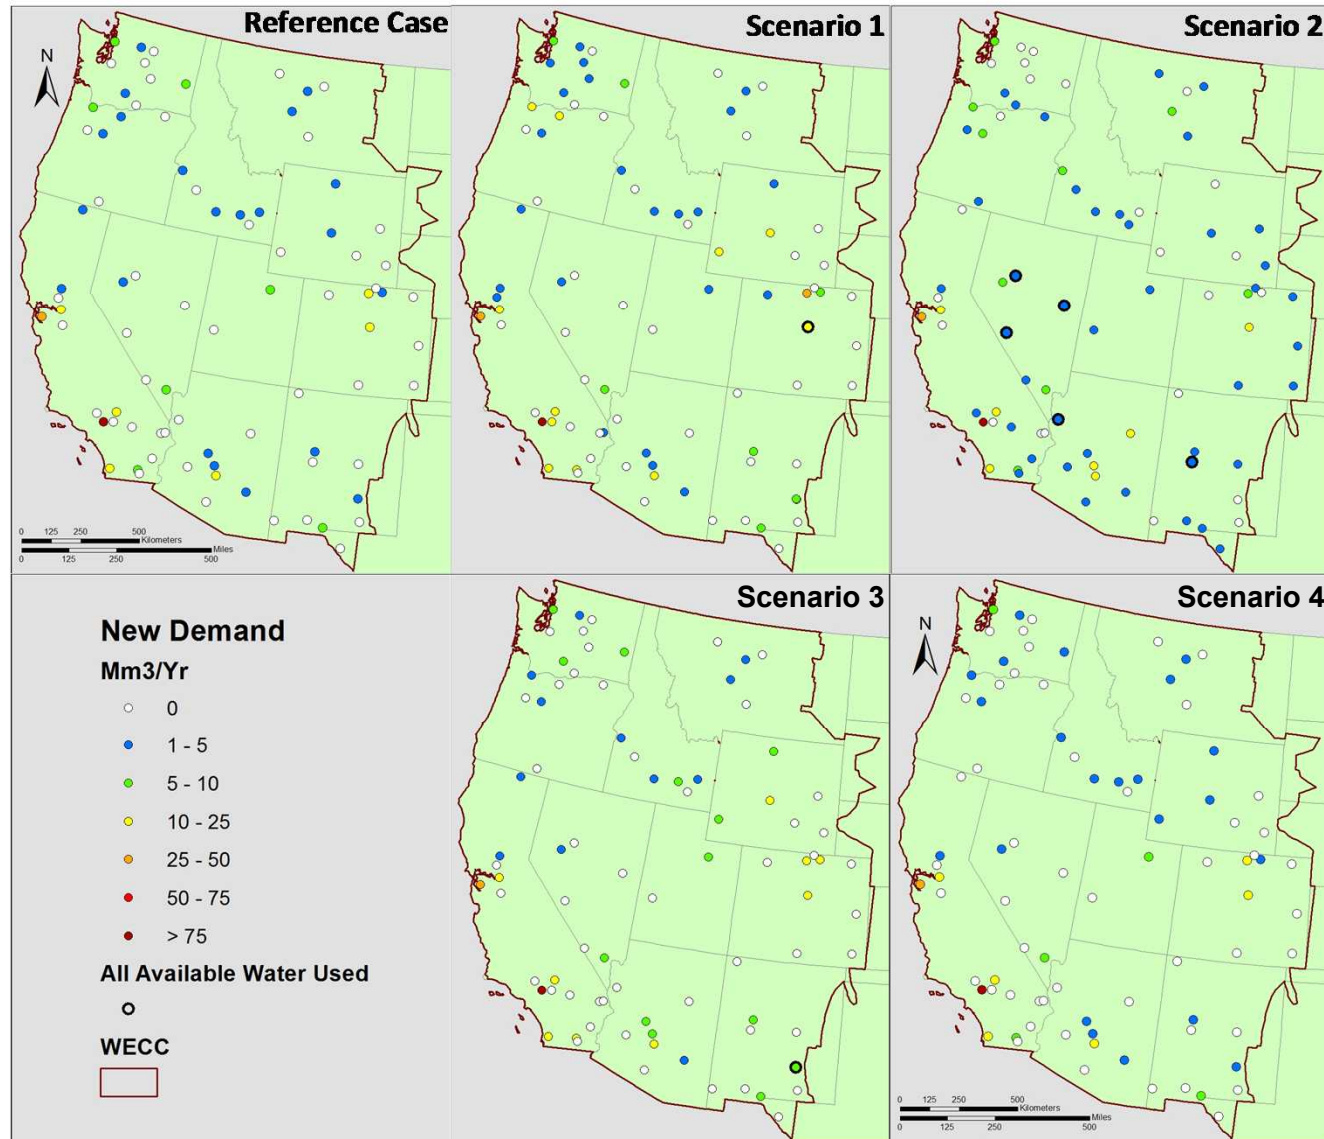 Reference Case
Scenario 1
Scenario 2
N
0 125 250 500
Kilometers
Miles
0 125 250 500
New Demand
Mm3/Yr
0
1 - 5
5 - 10
10 - 25
25 - 50
50 - 75
> 75
All Available Water Used
WECC
Scenario 3
Scenario 4
N
0 125 250 500
Kilometers
Miles
0 125 250 500